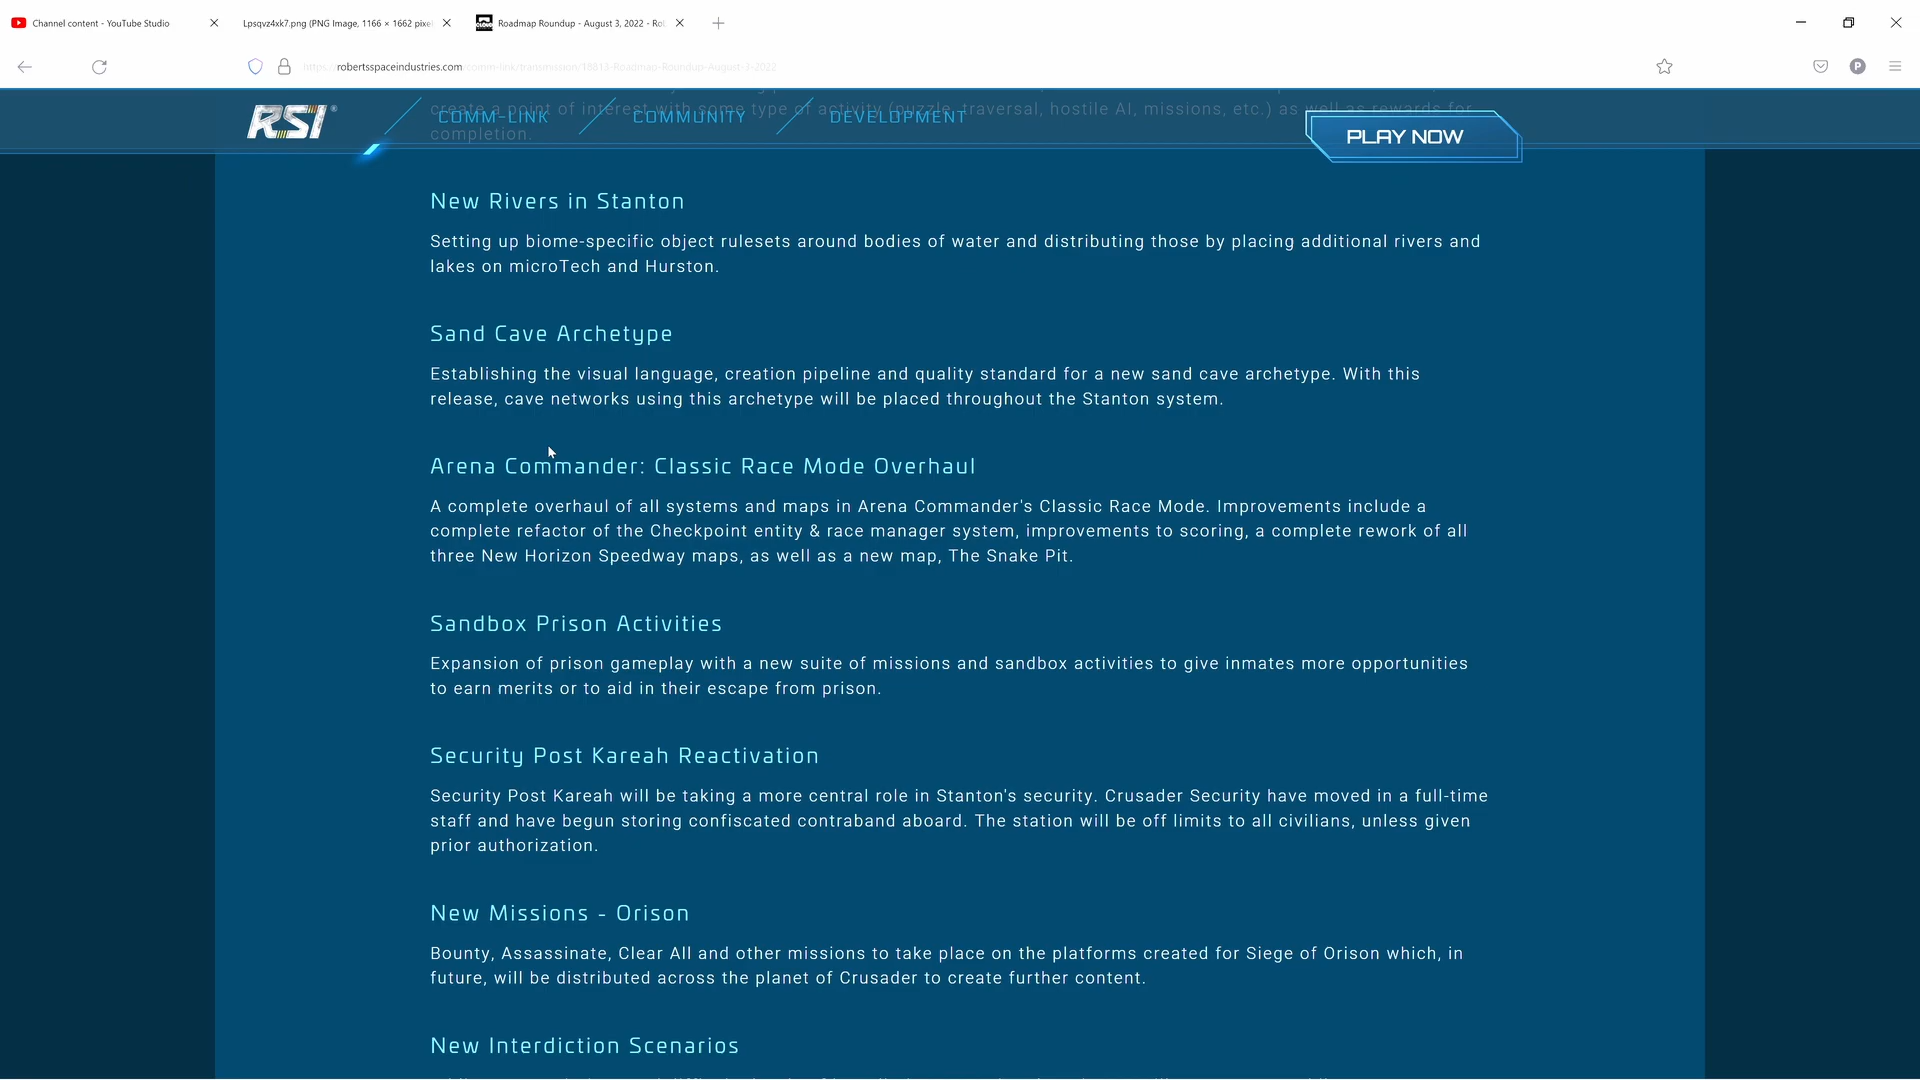 Channel content - YouTube Studio
Lpsqvz4xk7.png (PNG Image, 1166 × 1662 pixe
Roadmap Roundup - August 3, 2022 - Ro
https://robertsspaceindustries.com/comm-link/transmission/18813-Roadmap-Roundup-August-3-2022
P
create a point of interest with some type of activity (puzzle, traversal, hostile AI, missions, etc.) as well as rewards for
completion.
RSI
COMM-LINK
COMMUNITY
DEVELOPMENT
PLAY NOW
New Rivers in Stanton
Setting up biome-specific object rulesets around bodies of water and distributing those by placing additional rivers and
lakes on microTech and Hurston.
Sand Cave Archetype
Establishing the visual language, creation pipeline and quality standard for a new sand cave archetype. With this
release, cave networks using this archetype will be placed throughout the Stanton system.
Arena Commander: Classic Race Mode Overhaul
A complete overhaul of all systems and maps in Arena Commander's Classic Race Mode. Improvements include a
complete refactor of the Checkpoint entity & race manager system, improvements to scoring, a complete rework of all
three New Horizon Speedway maps, as well as a new map, The Snake Pit.
Sandbox Prison Activities
Expansion of prison gameplay with a new suite of missions and sandbox activities to give inmates more opportunities
to earn merits or to aid in their escape from prison.
Security Post Kareah Reactivation
Security Post Kareah will be taking a more central role in Stanton's security. Crusader Security have moved in a full-time
staff and have begun storing confiscated contraband aboard. The station will be off limits to all civilians, unless given
prior authorization.
New Missions - Orison
Bounty, Assassinate, Clear All and other missions to take place on the platforms created for Siege of Orison which, in
future, will be distributed across the planet of Crusader to create further content.
New Interdiction Scenarios